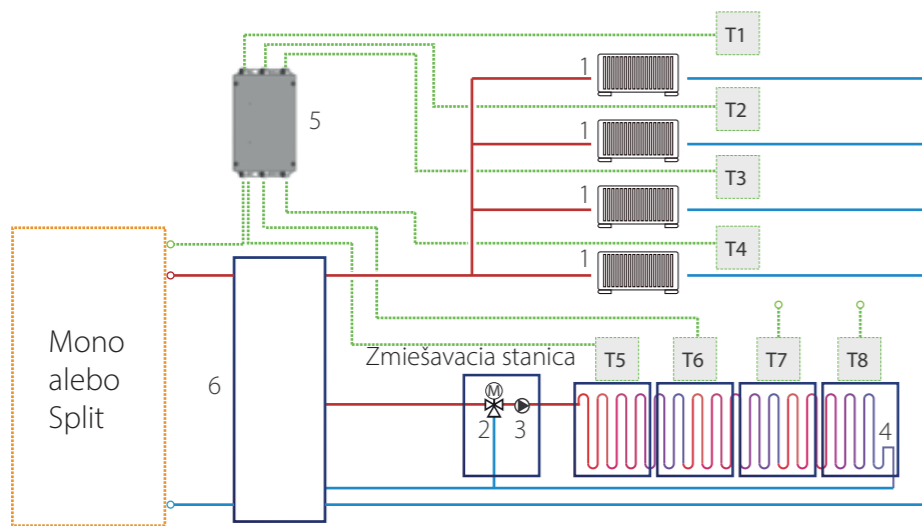 T1
1
T2
5
1
T3
1
T4
1
Mono
alebo
Split
6
Zmiešavacia stanica
T5
T6
T7
T8
M
2
3
4